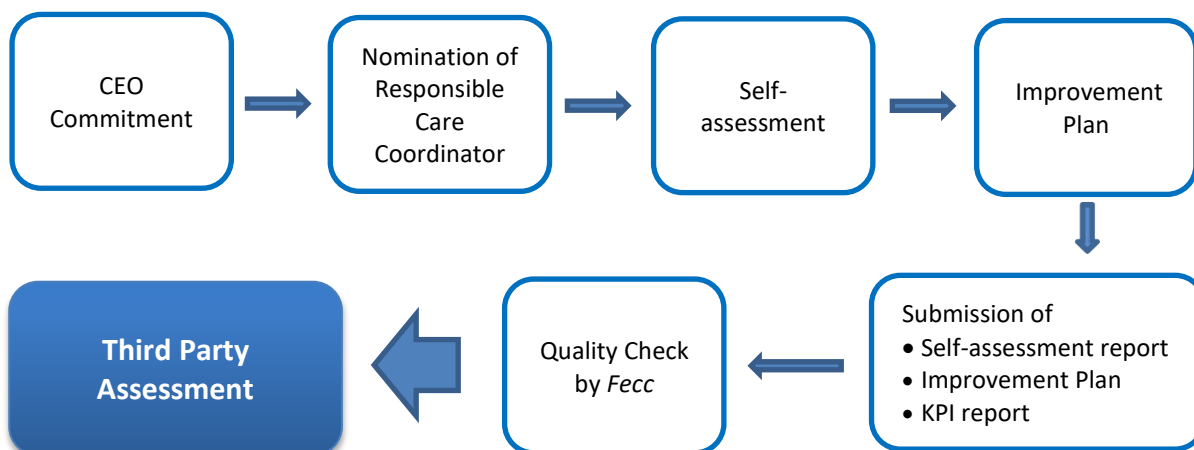 CEO
Commitment
Nomination of
Responsible
Care
Coordinator
Self-
assessment
Improvement
Plan
Submission of
• Self-assessment report
• Improvement Plan
• KPI report
Quality Check
by Fecc
Third Party
Assessment